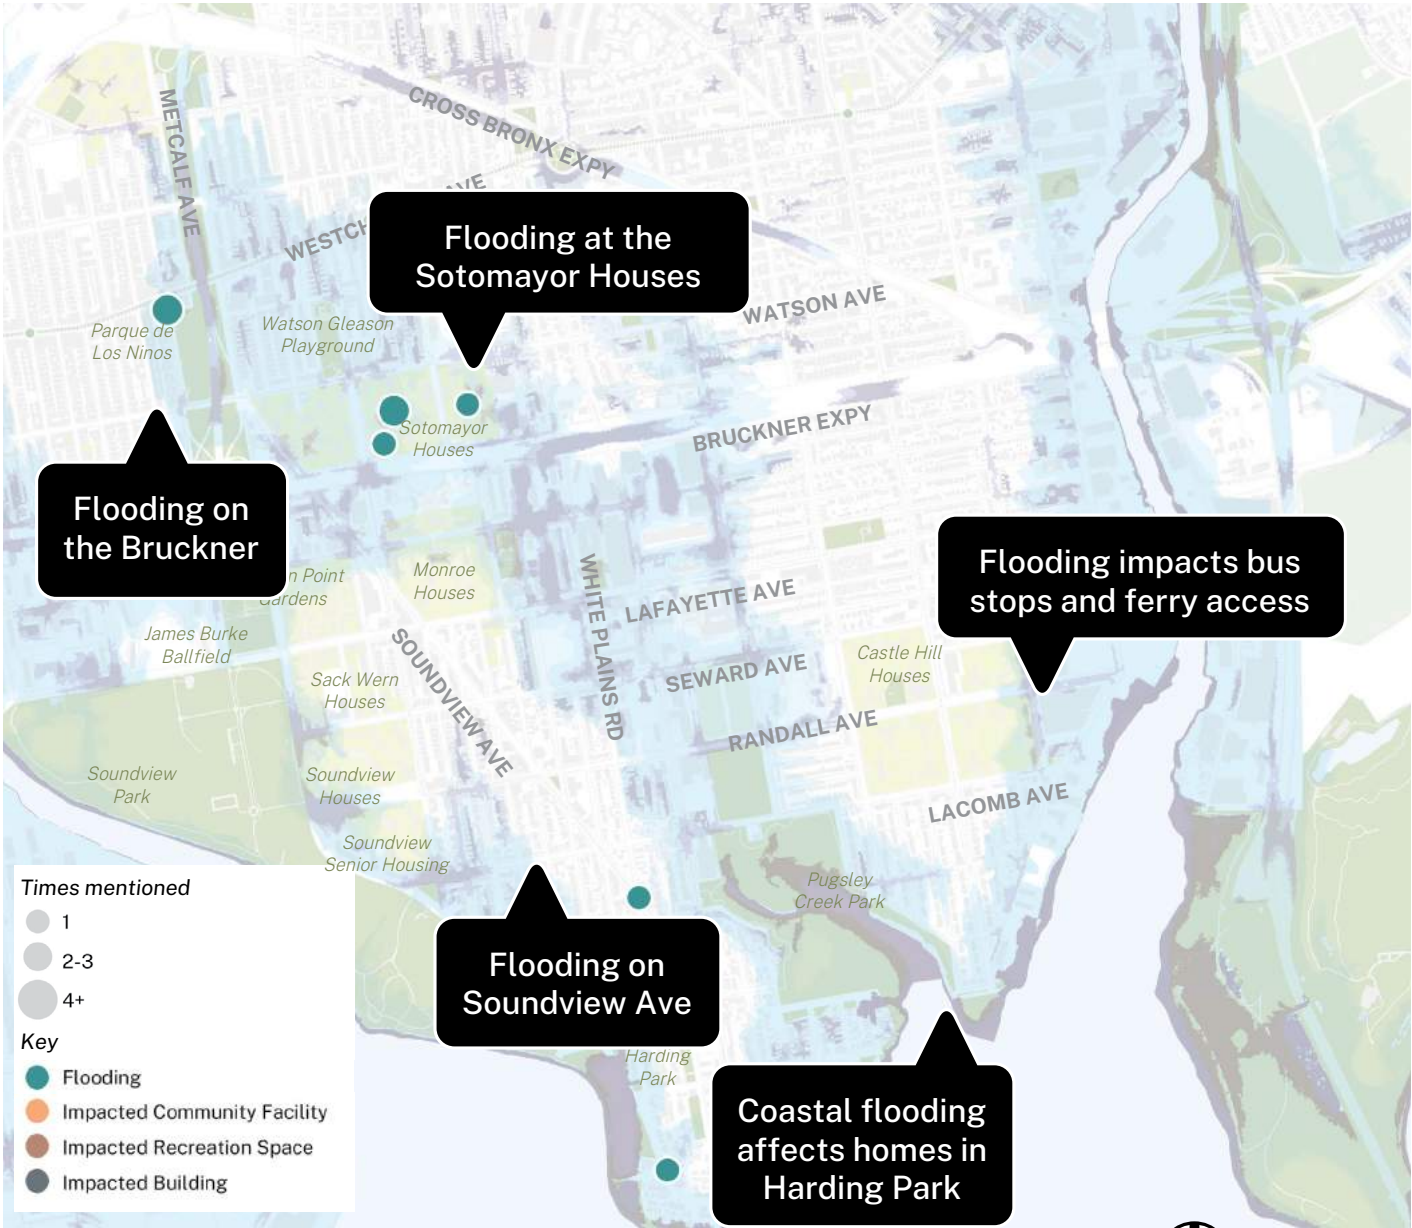 METCALF AVE
CROSS BRONX EXPY
AVE
Flooding at the
Sotomayor Houses
WATSON AVE
Parque de
Los Ninos
Watson Gleason
Playground
Sotomayor
Houses
BRUCKNER EXPY
Flooding on
the Bruckner
Flooding impacts bus
stops and ferry access
Point
Gardens
Monroe
Houses
WHITE PLAINS RD
LAFAYETTE AVE
James Burke
Ballfield
SOUNDVIEW AVE
SEWARD AVE
Castle Hill
Houses
Sack Wern
Houses
RANDALL AVE
Soundview
Park
Soundview
Houses
LACOMB AVE
Soundview
Senior Housing
Pugsley
Creek Park
Times mentioned
1
2-3
4+
Flooding on
Soundview Ave
Key
Flooding
Impacted Community Facility
Impacted Recreation Space
Impacted Building
Harding
Park
Coastal flooding
affects homes in
Harding Park